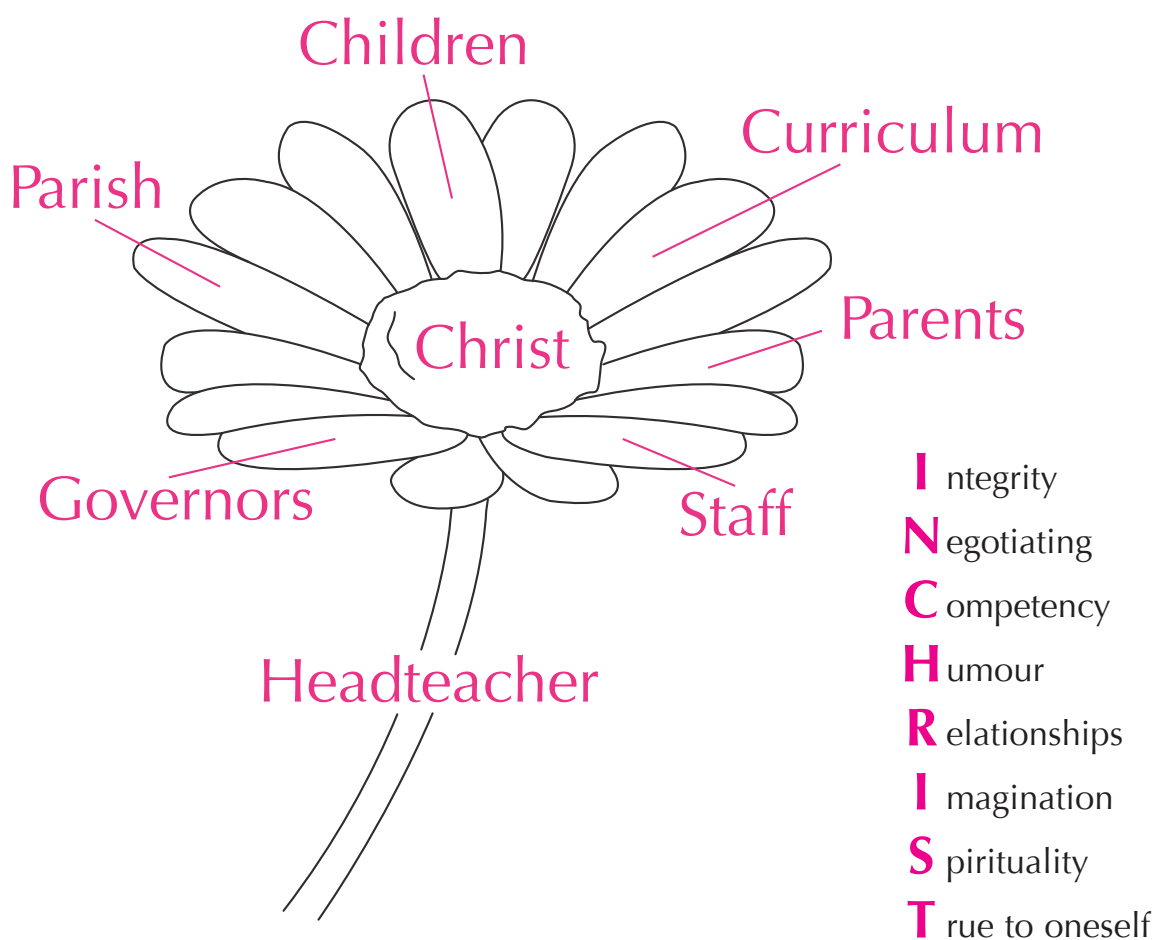 Children
Curriculum
Parish
Parents
Christ
Governors
Staff
Headteacher
Integrity
Negotiating
Competency
Humour
Relationships
Imagination
Spirituality
True to oneself